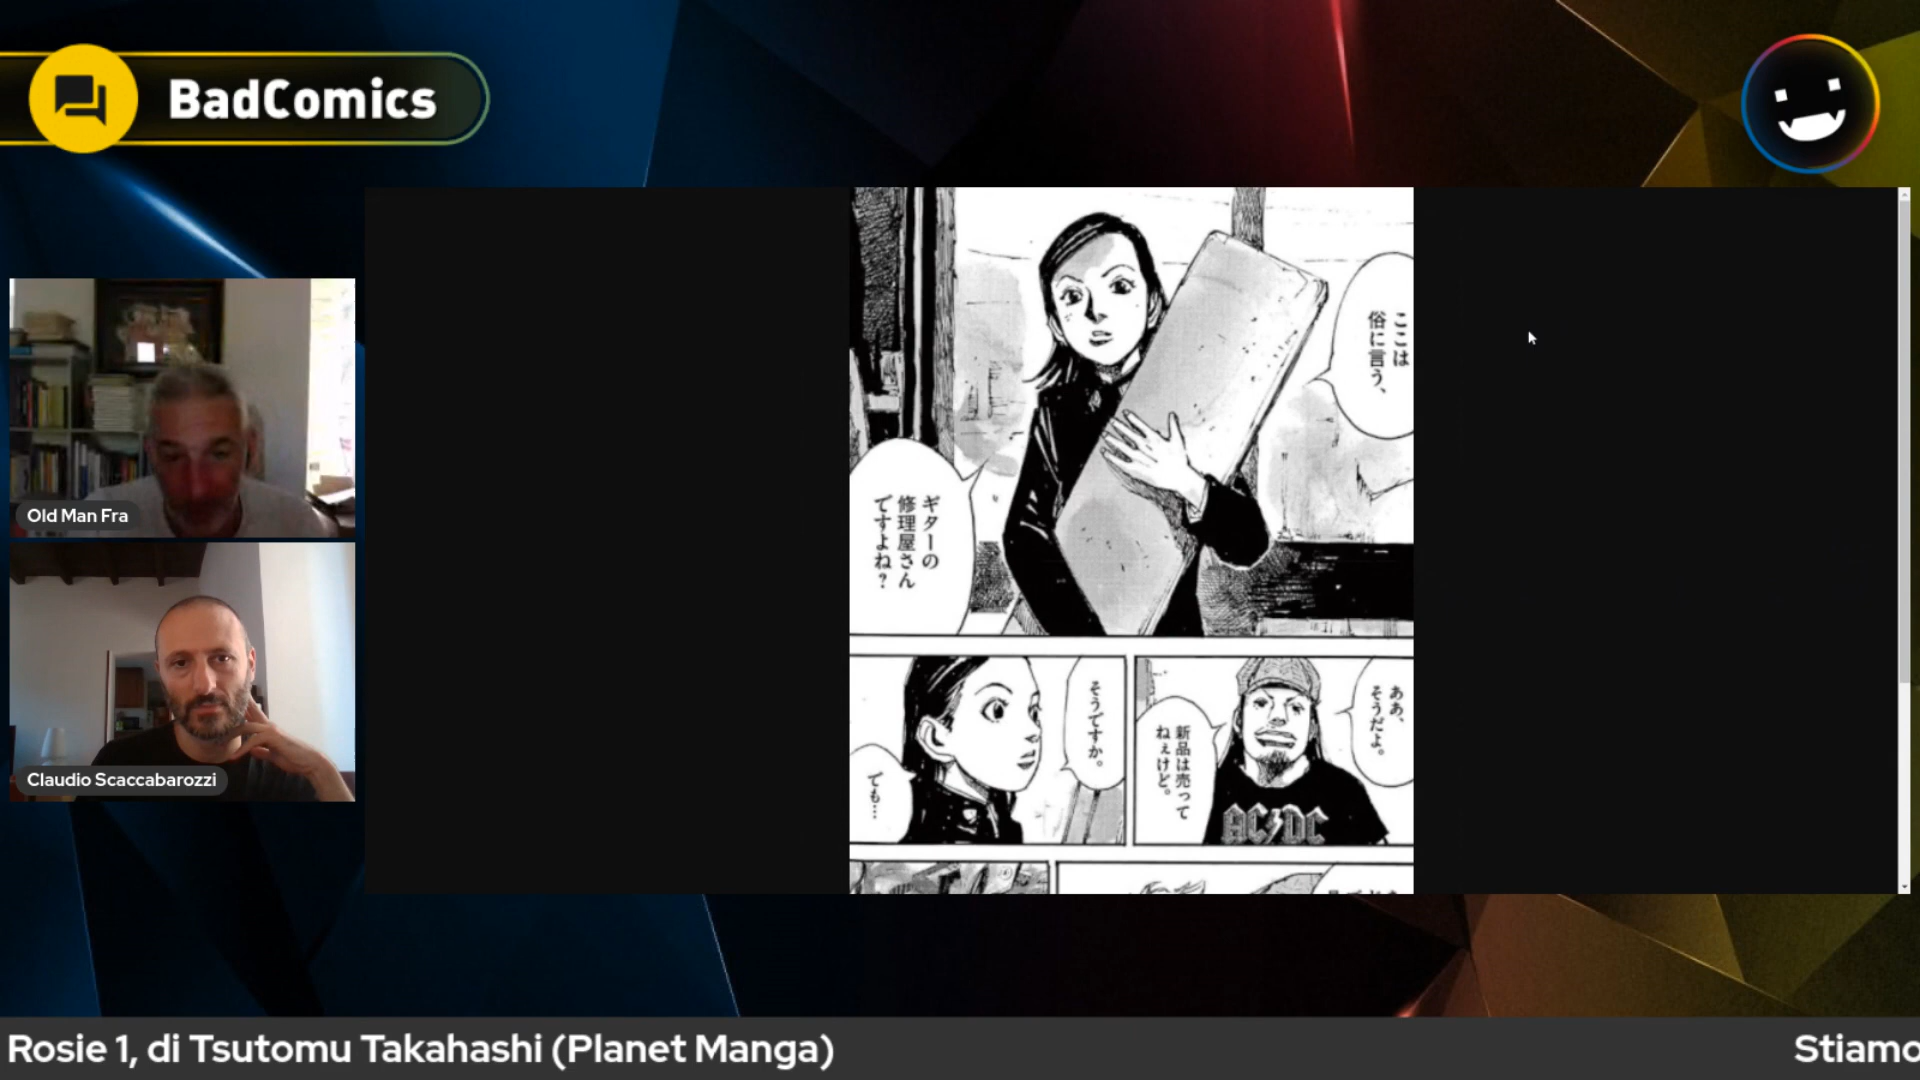 BadComics
Old Man Fra
Claudio Scaccabarozzi
ここは
俗に言う、
ギターの
修理屋さん
ですよね?
ああ、
そうだよ。
新品は売って
ねぇけど。
AC⚡DC
そうですか。
でも…
Rosie 1, di Tsutomu Takahashi (Planet Manga)
Stiamo